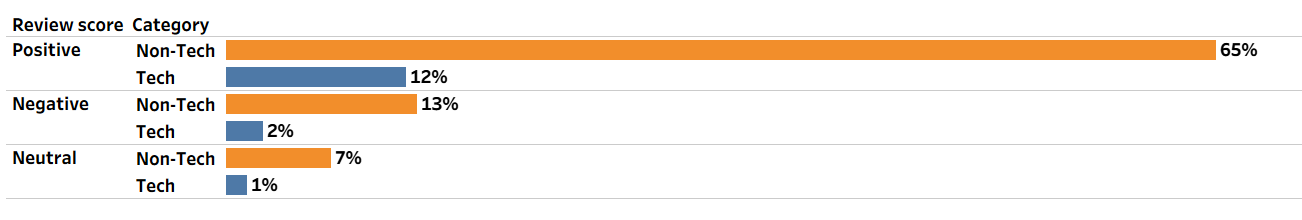 Review score Category
Positive Non-Tech 65%
Tech 12%
Negative Non-Tech 13%
Tech 2%
Neutral Non-Tech 7%
Tech 1%